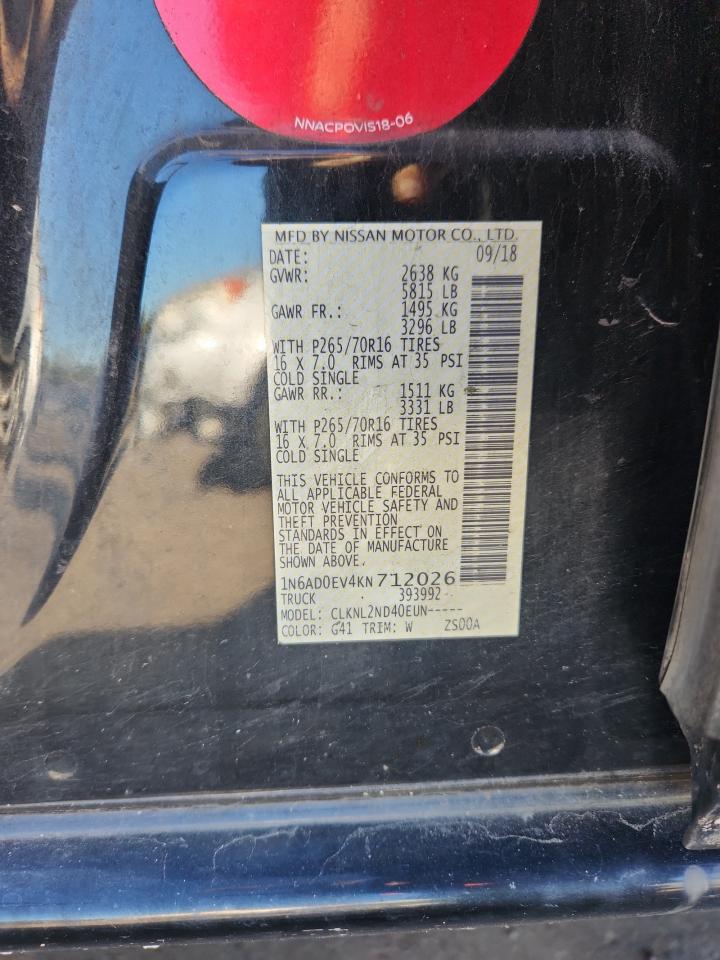 NNACPOVIS18-06
MFD BY NISSAN MOTOR CO., LTD.
DATE: 09/18
GVWR: 2638 KG
5815 LB
GAWR FR.: 1495 KG
3296 LB
WITH P265/70R16 TIRES
16 X 7.0 RIMS AT 35 PSI
COLD SINGLE
GAWR RR.: 1511 KG
3331 LB
WITH P265/70R16 TIRES
16 X 7.0 RIMS AT 35 PSI
COLD SINGLE
THIS VEHICLE CONFORMS TO
ALL APPLICABLE FEDERAL
MOTOR VEHICLE SAFETY AND
THEFT PREVENTION
STANDARDS IN EFFECT ON
THE DATE OF MANUFACTURE
SHOWN ABOVE.
1N6AD0EV4KN712026
TRUCK 393992
MODEL: CLKNL2ND40EUN-----
COLOR: G41 TRIM: W ZS00A